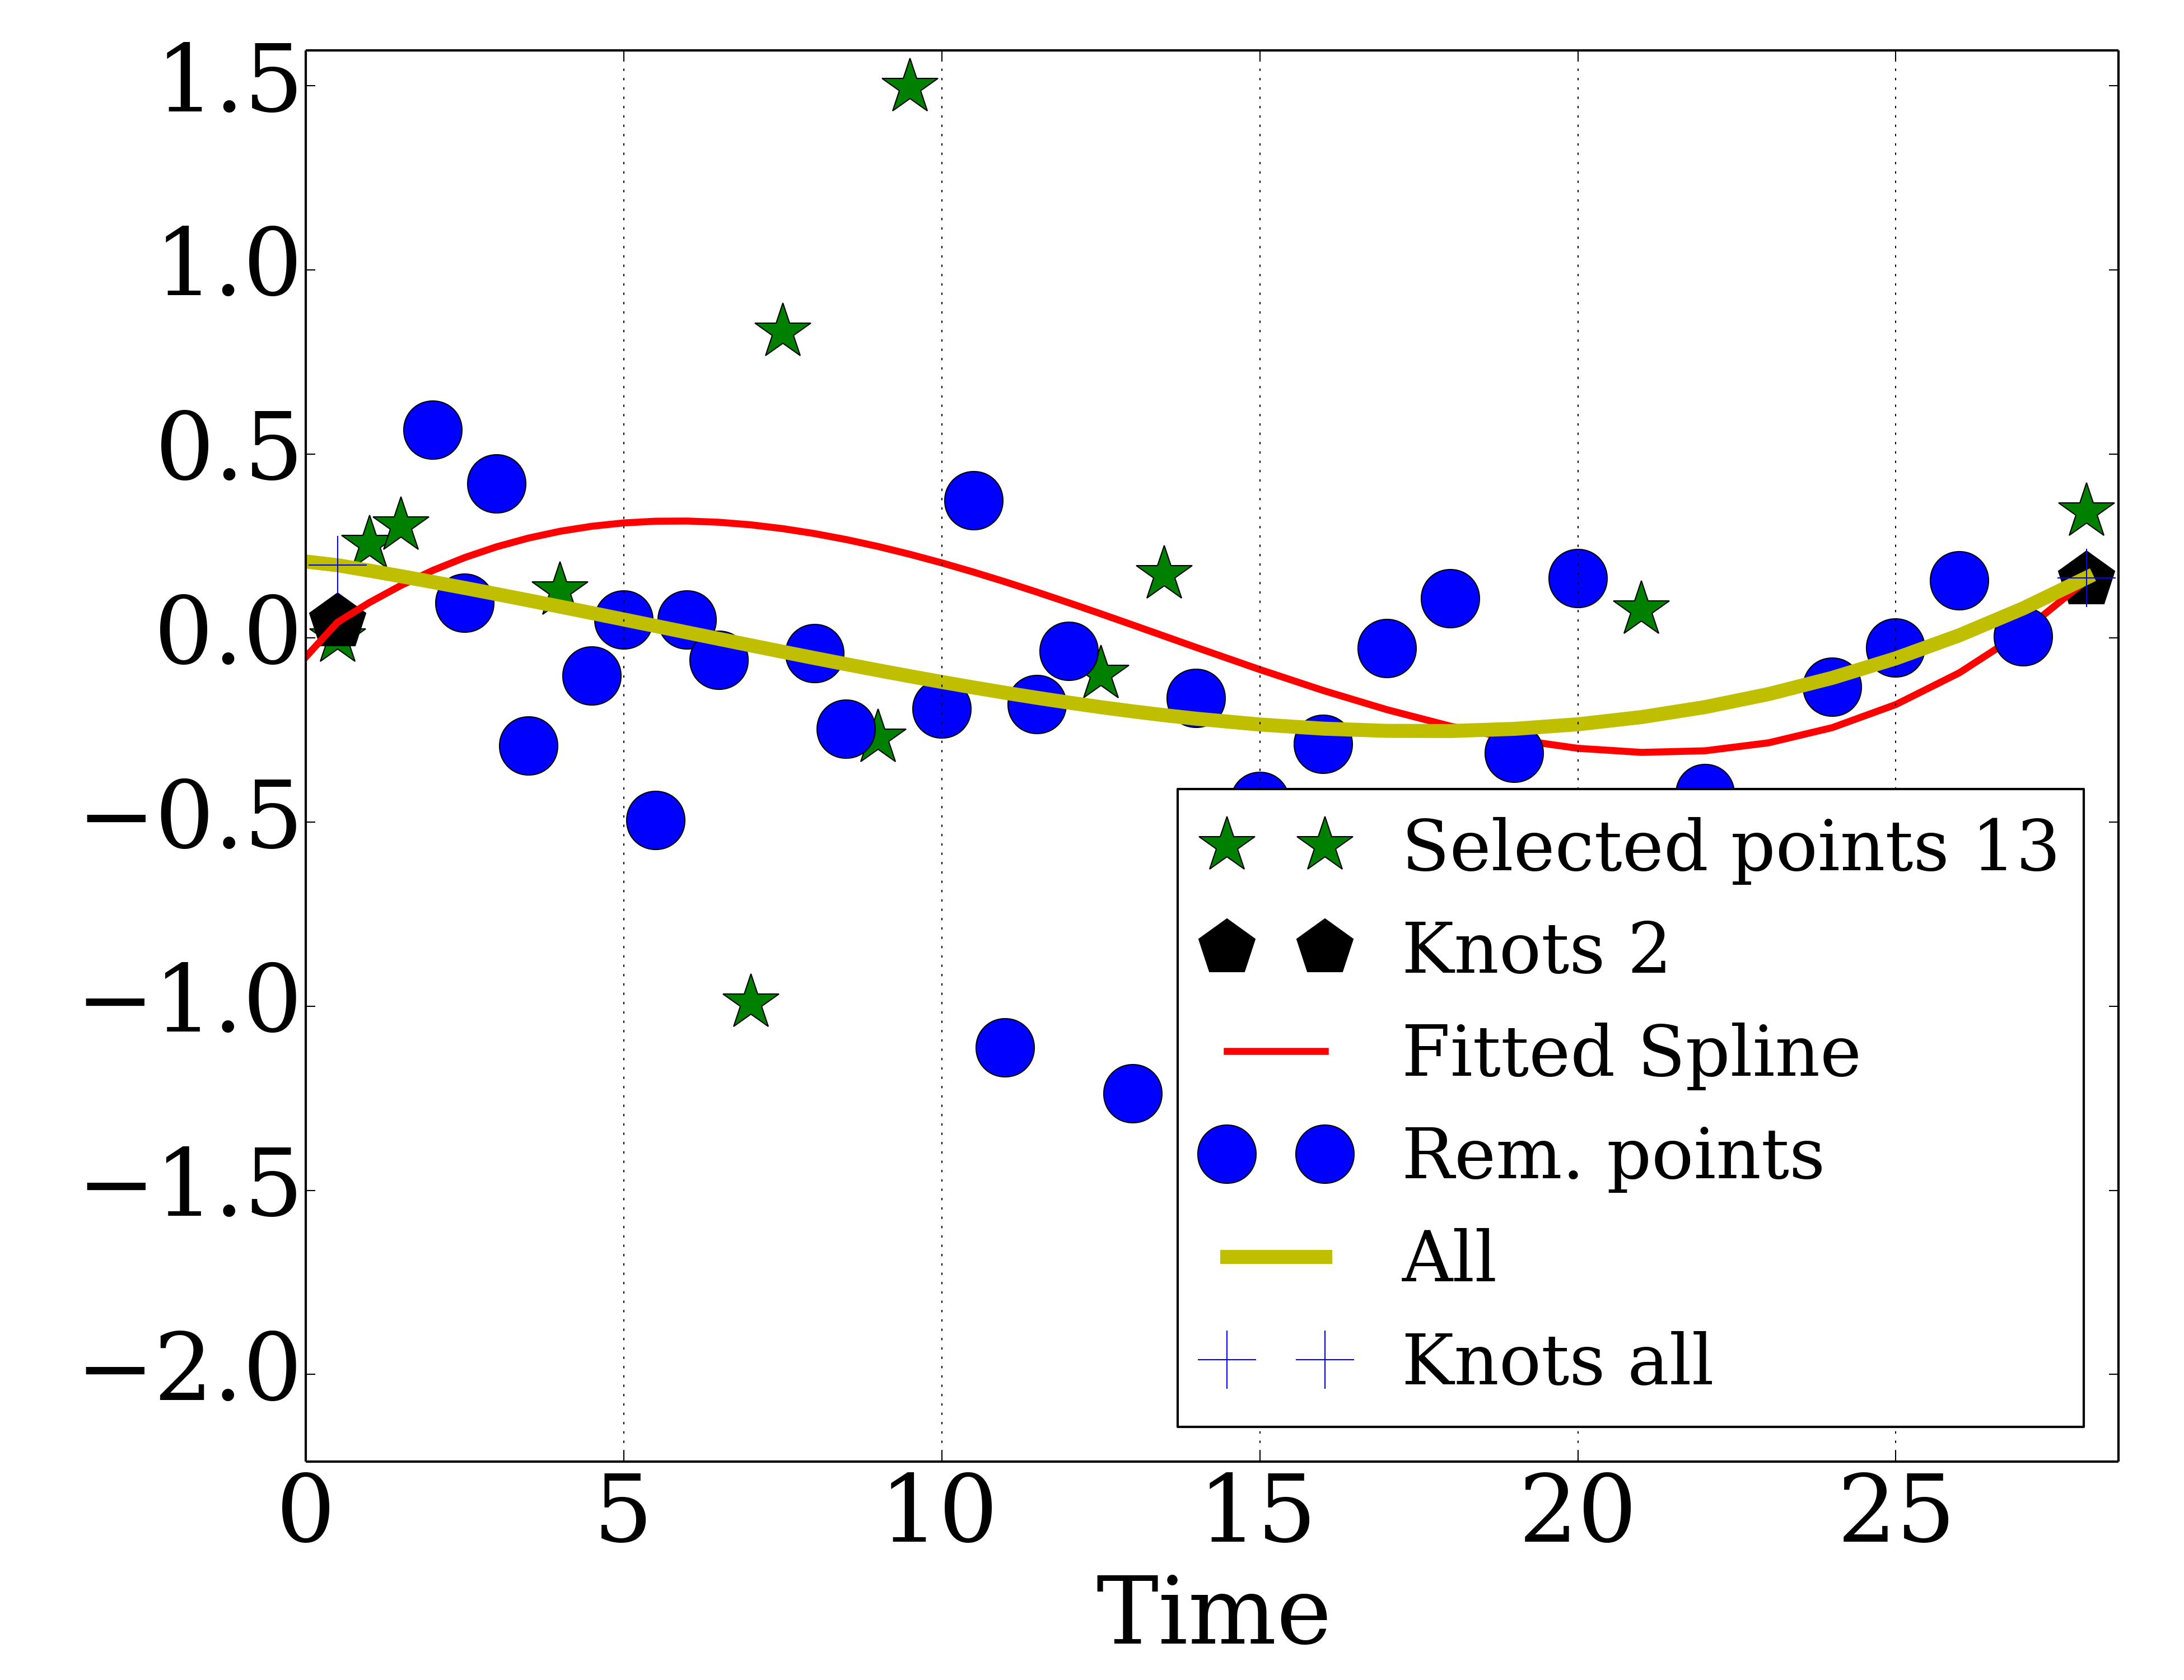 1.5
1.0
0.5
0.0
−0.5
−1.0
−1.5
−2.0
Selected points 13
Knots 2
Fitted Spline
Rem. points
All
Knots all
0 5 10 15 20 25
Time